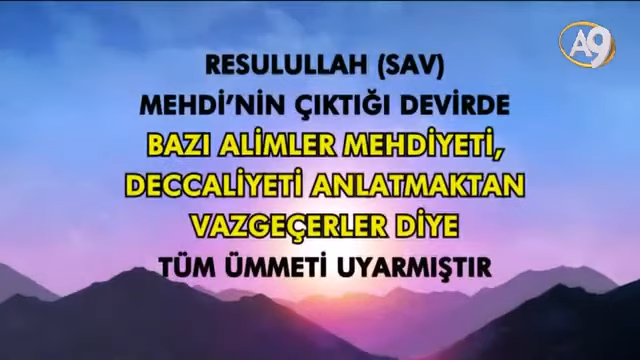 A9
RESULULLAH (SAV)
MEHDİ'NİN ÇIKTIĞI DEVİRDE
BAZI ALİMLER MEHDİYETİ,
DECCALİYETİ ANLATMAKTAN
VAZGEÇERLER DİYE
TÜM ÜMMETİ UYARMIŞTIR